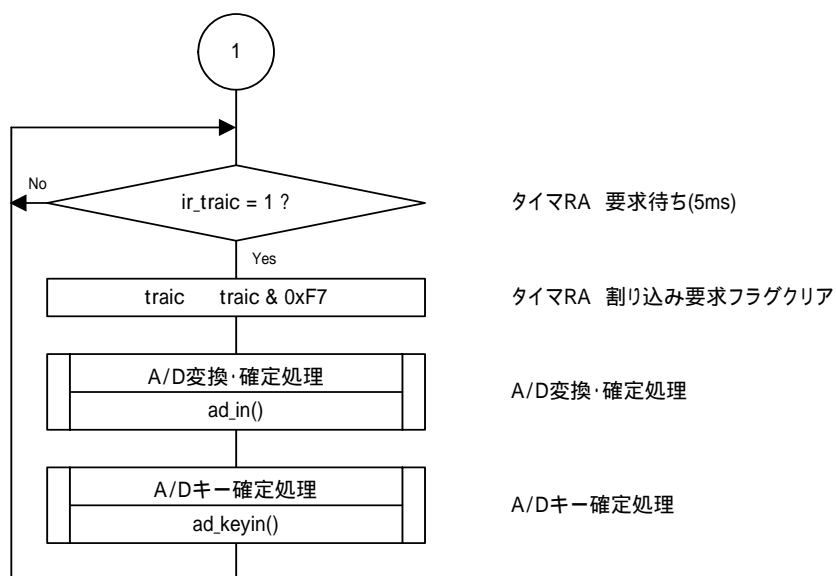 1
No
ir_traic = 1 ?
タイマRA 要求待ち(5ms)
Yes
traic traic & 0xF7
タイマRA 割り込み要求フラグクリア
A/D変換・確定処理
ad_in()
A/D変換・確定処理
A/Dキー確定処理
ad_keyin()
A/Dキー確定処理